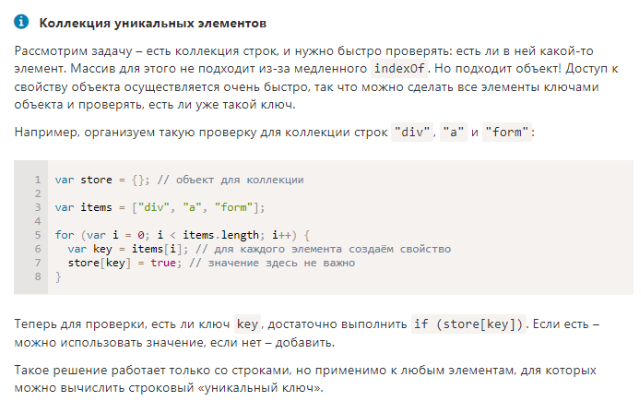 Коллекция уникальных элементов
Рассмотрим задачу – есть коллекция строк, и нужно быстро проверять: есть ли в ней какой-то
элемент. Массив для этого не подходит из-за медленного indexOf. Но подходит объект! Доступ к
свойству объекта осуществляется очень быстро, так что можно сделать все элементы ключами
объекта и проверять, есть ли уже такой ключ.
Например, организуем такую проверку для коллекции строк "div", "a" и "form":
1 var store = {}; // объект для коллекции
2
3 var items = ["div", "a", "form"];
4
5 for (var i = 0; i < items.length; i++) {
6   var key = items[i]; // для каждого элемента создаём свойство
7   store[key] = true; // значение здесь не важно
8 }
Теперь для проверки, есть ли ключ key, достаточно выполнить if (store[key]). Если есть –
можно использовать значение, если нет – добавить.
Такое решение работает только со строками, но применимо к любым элементам, для которых
можно вычислить строковый «уникальный ключ».